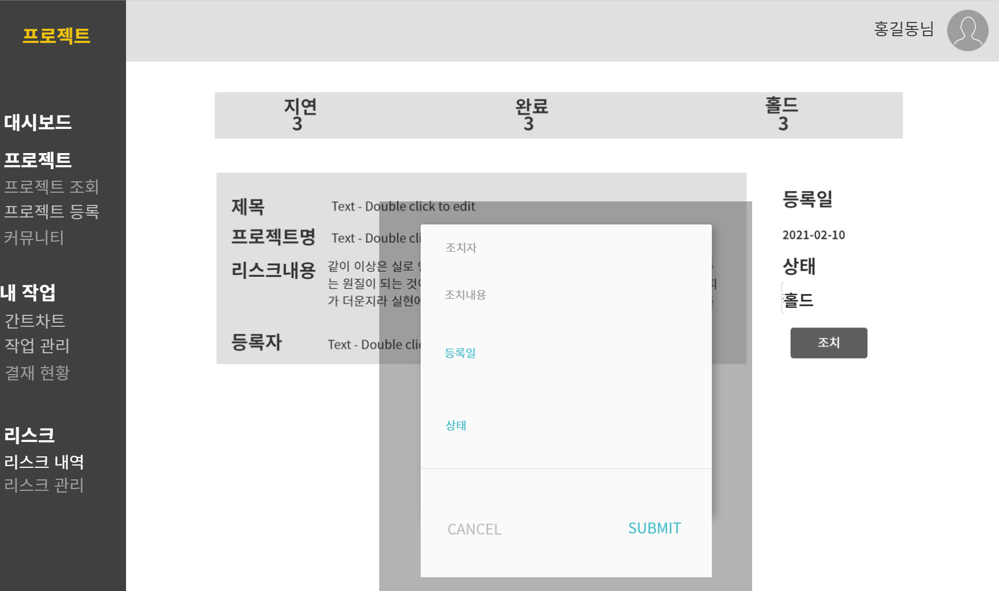 프로젝트
홍길동님
대시보드
프로젝트
프로젝트 조회
프로젝트 등록
커뮤니티
내 작업
간트차트
작업 관리
결재 현황
리스크
리스크 내역
리스크 관리
지연
3
완료
3
홀드
3
제목 Text - Double click to edit
프로젝트명 Text - Double cli
리스크내용 같이 이상은 실로
는 원질이 되는 것이
가 더운지라 실현에
등록자 Text - Double clic
등록일
2021-02-10
상태
홀드
조치
조치자
조치내용
등록일
상태
CANCEL
SUBMIT